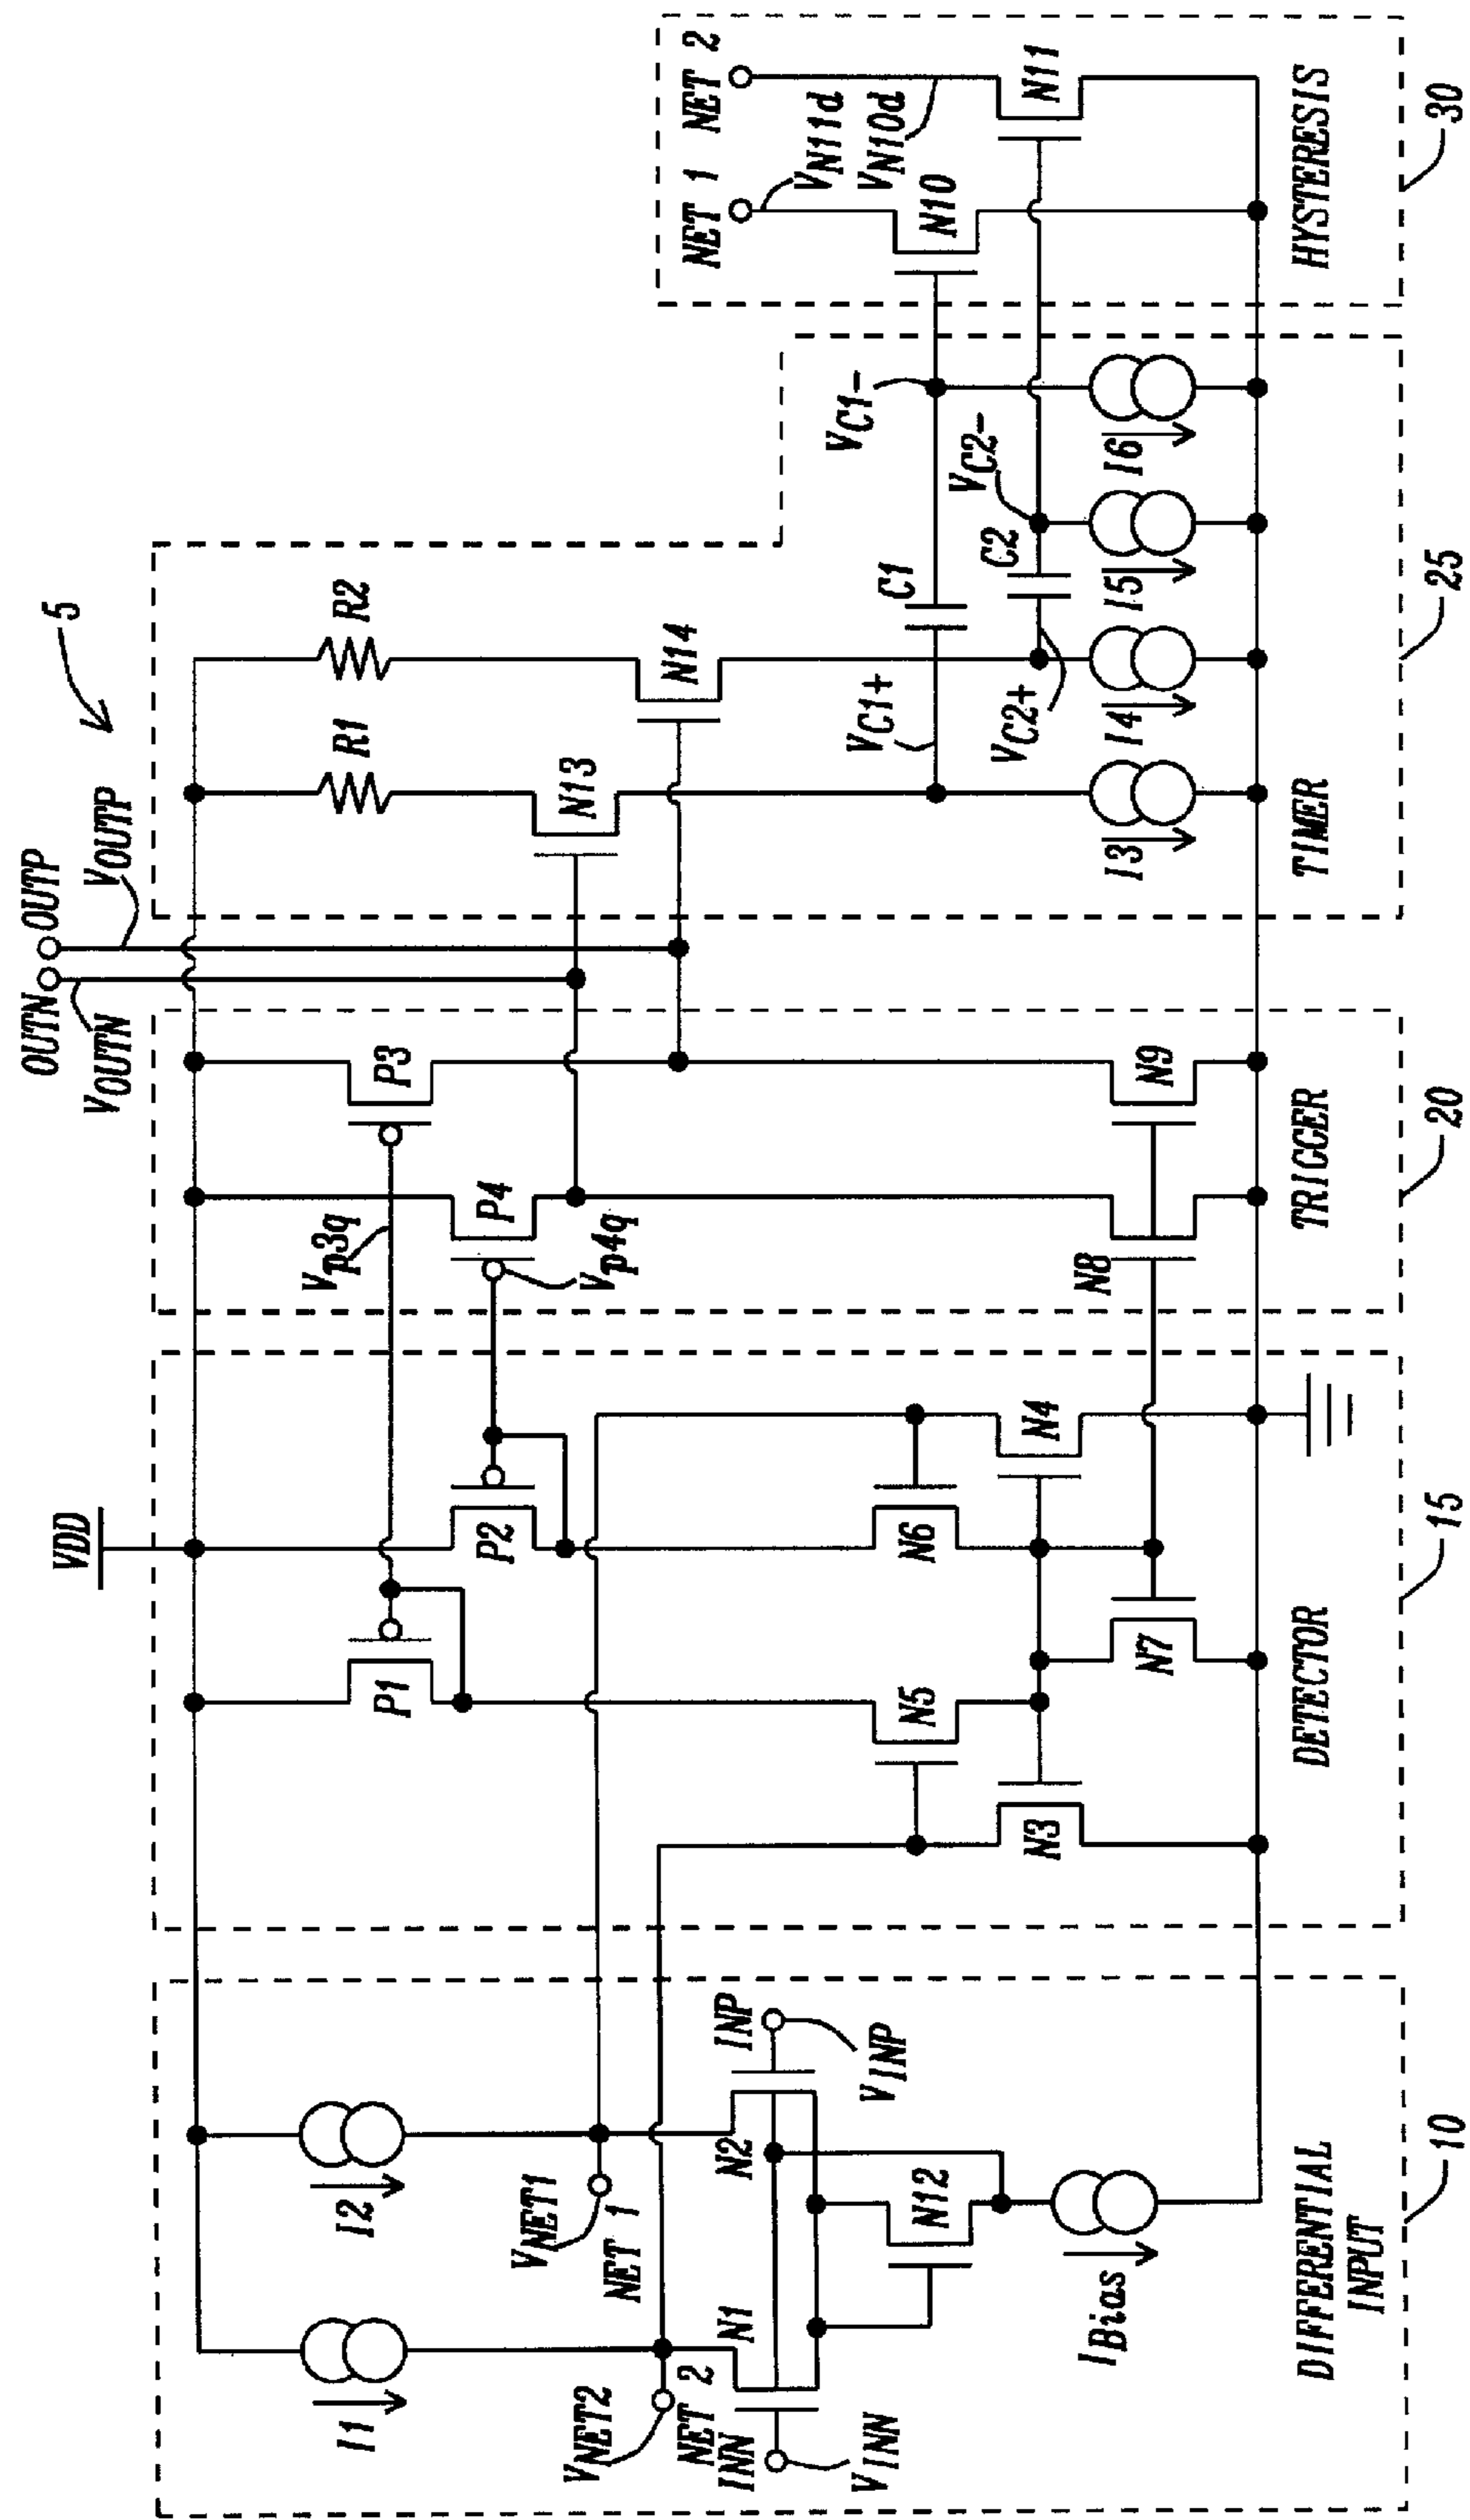 5
OUTN
OUTP
VOUTN
VOUTP
VDD
I1
I2
VNET2
NET 2
VNET1
NET 1
INN
VINN
N1
N2
INP
VINP
N12
IBias
DIFFERENTIAL
INPUT
10
P1
P2
N5
N6
N3
N4
N7
DETECTOR
15
Vp3q
P3
P4
Vp4q
N8
N9
TRIGGER
20
R1
R2
N13
N14
VC1+
C1
VC1-
VC2+
C2
VC2-
I3
I4
I5
I6
TIMER
25
NET 1
NET 2
VN11d
VN10d
N10
N11
HYSTERESIS
30